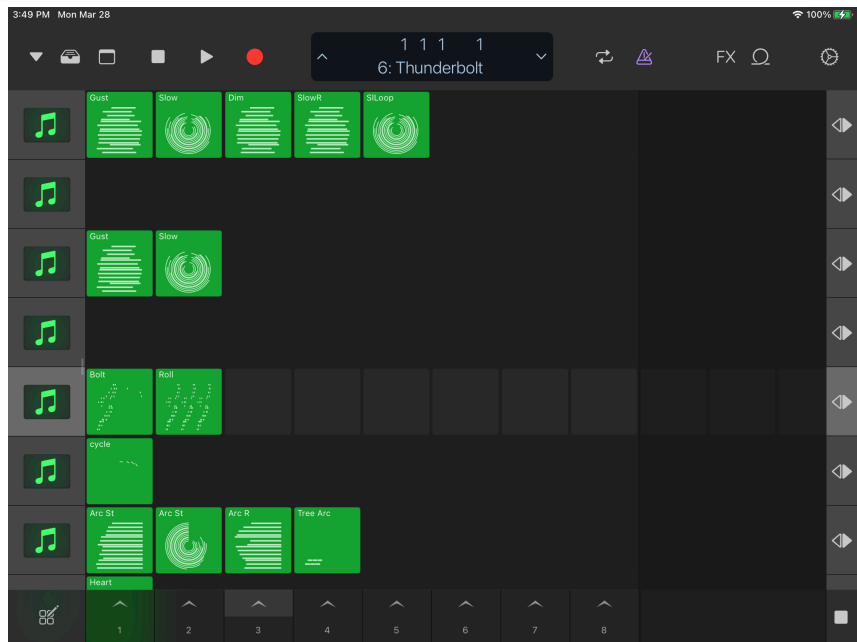 3:49 PM Mon Mar 28
100%
1 1 1 1
6: Thunderbolt
FX
Gust Slow Dim SlowR SlLoop
Gust Slow
Bolt Roll
cycle
Arc St Arc St Arc R Tree Arc
Heart
1 2 3 4 5 6 7 8